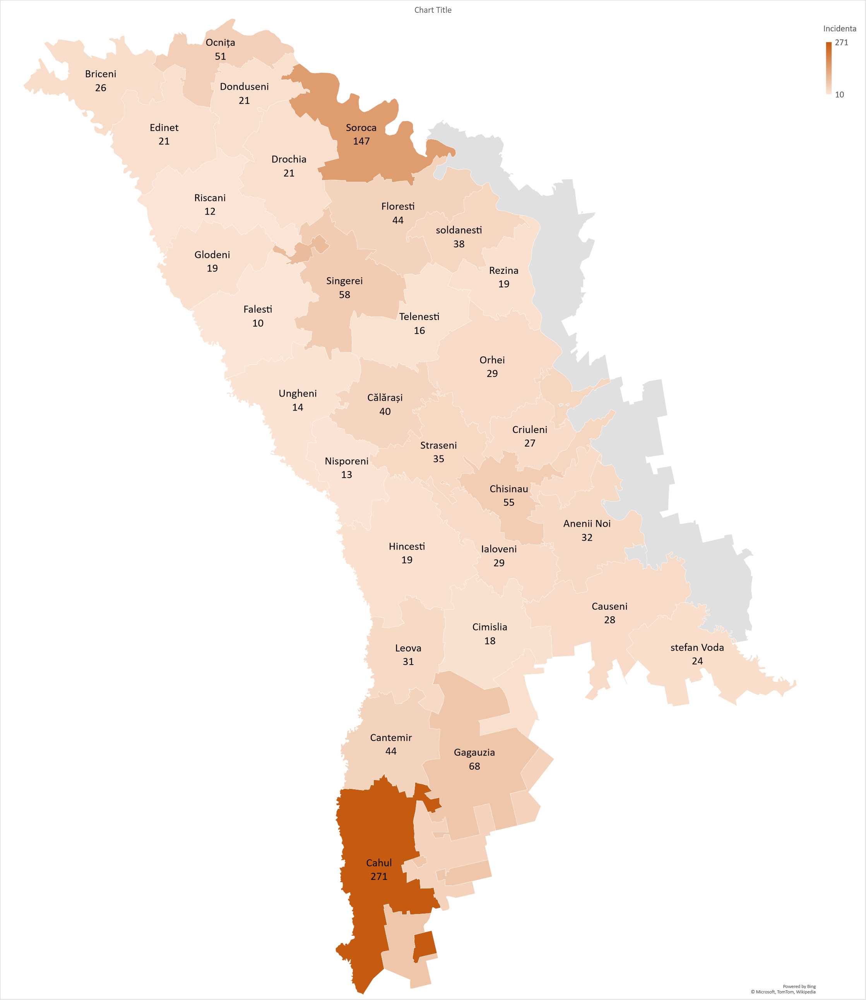 Chart Title
Incidenta
271
10
Ocnița
51
Briceni
26
Donduseni
21
Edinet
21
Soroca
147
Drochia
21
Riscani
12
Floresti
44
soldanesti
38
Glodeni
19
Rezina
19
Singerei
58
Falesti
10
Telenesti
16
Orhei
29
Ungheni
14
Călărași
40
Criuleni
27
Straseni
35
Nisporeni
13
Chisinau
55
Anenii Noi
32
Hincesti
19
Ialoveni
29
Causeni
28
Cimislia
18
Leova
31
stefan Voda
24
Cantemir
44
Gagauzia
68
Cahul
271
Powered by Bing
© Microsoft, TomTom, Wikipedia